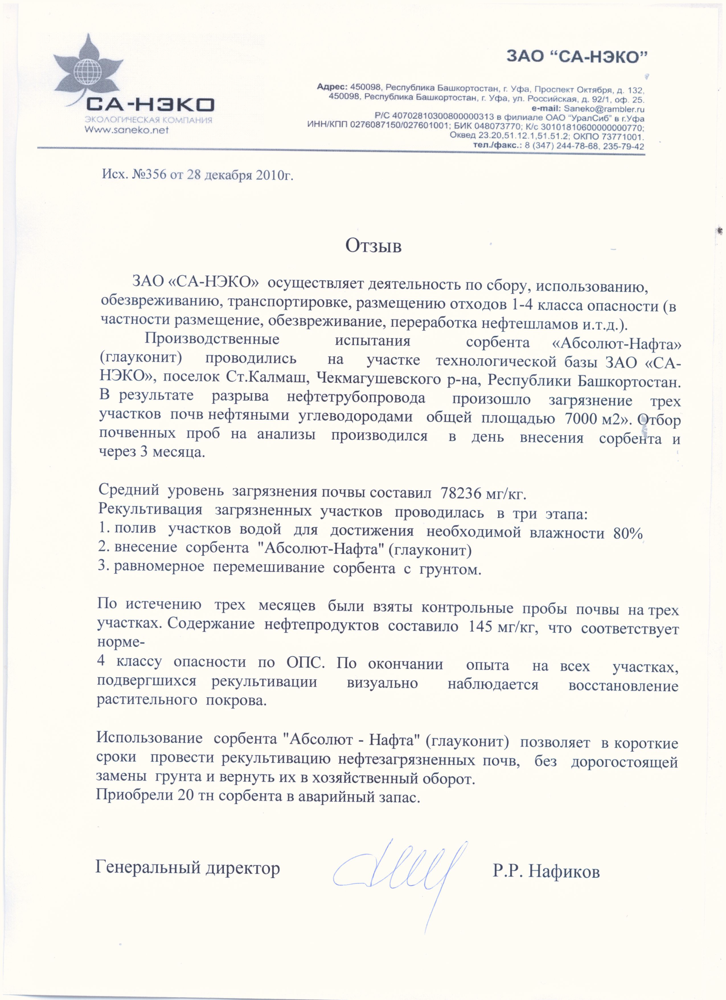 ЗАО “СА-НЭКО”
СА-НЭКО
ЭКОЛОГИЧЕСКАЯ КОМПАНИЯ
Www.saneko.net
Адрес: 450098, Республика Башкортостан, г. Уфа, Проспект Октября, д. 132,
450098, Республика Башкортостан, г. Уфа, ул. Российская, д. 92/1, оф. 25.
e-mail: Saneko@rambler.ru
Р/С 40702810300800000313 в филиале ОАО “УралСиб” в г.Уфа
ИНН/КПП 0276087150/027601001; БИК 048073770; К/с 30101810600000000770;
Оквед 23.20,51.12.1,51.51.2; ОКПО 73771001.
тел./факс.: 8 (347) 244-78-68, 235-79-42
Исх. №356 от 28 декабря 2010г.
Отзыв
ЗАО «СА-НЭКО» осуществляет деятельность по сбору, использованию,
обезвреживанию, транспортировке, размещению отходов 1-4 класса опасности (в
частности размещение, обезвреживание, переработка нефтешламов и.т.д.).
Производственные испытания сорбента «Абсолют-Нафта»
(глауконит) проводились на участке технологической базы ЗАО «СА-
НЭКО», поселок Ст.Калмаш, Чекмагушевского р-на, Республики Башкортостан.
В результате разрыва нефтетрубопровода произошло загрязнение трех
участков почв нефтяными углеводородами общей площадью 7000 м2». Отбор
почвенных проб на анализы производился в день внесения сорбента и
через 3 месяца.
Средний уровень загрязнения почвы составил 78236 мг/кг.
Рекультивация загрязненных участков проводилась в три этапа:
1. полив участков водой для достижения необходимой влажности 80%
2. внесение сорбента "Абсолют-Нафта" (глауконит)
3. равномерное перемешивание сорбента с грунтом.
По истечению трех месяцев были взяты контрольные пробы почвы на трех
участках. Содержание нефтепродуктов составило 145 мг/кг, что соответствует
норме-
4 классу опасности по ОПС. По окончании опыта на всех участках,
подвергшихся рекультивации визуально наблюдается восстановление
растительного покрова.
Использование сорбента "Абсолют - Нафта" (глауконит) позволяет в короткие
сроки провести рекультивацию нефтезагрязненных почв, без дорогостоящей
замены грунта и вернуть их в хозяйственный оборот.
Приобрели 20 тн сорбента в аварийный запас.
Генеральный директор Р.Р. Нафиков